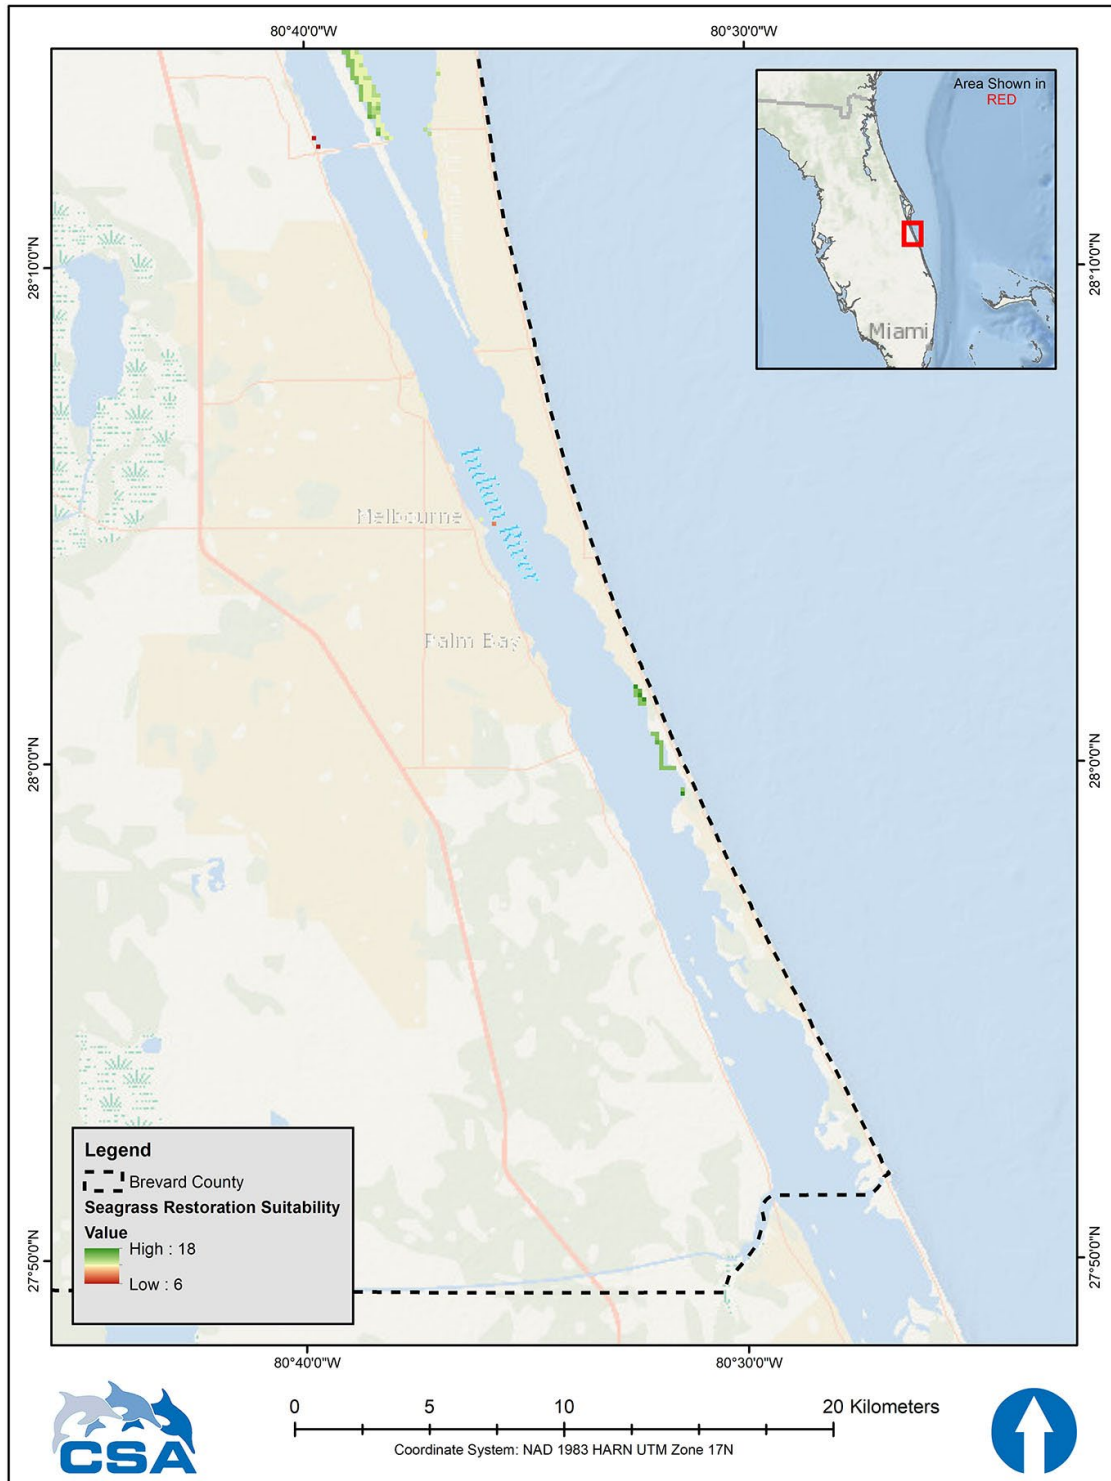 80°40'0"W 80°30'0"W
Area Shown in
RED
28°10'0"N 28°10'0"N
Miami
Indian River
Melbourne
Palm Bay
28°0'0"N 28°0'0"N
Legend
Brevard County
Seagrass Restoration Suitability
Value
High : 18
Low : 6
27°50'0"N 27°50'0"N
80°40'0"W 80°30'0"W
CSA
0 5 10 20 Kilometers
Coordinate System: NAD 1983 HARN UTM Zone 17N